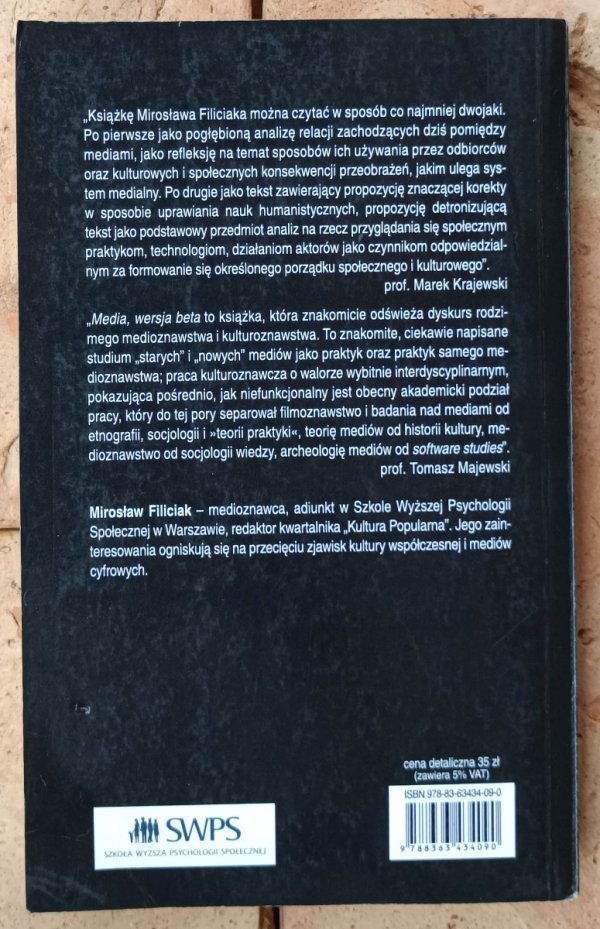 „Książkę Mirosława Filiciaka można czytać w sposób co najmniej dwojaki.
Po pierwsze jako pogłębioną analizę relacji zachodzących dziś pomiędzy
mediami, jako refleksję na temat sposobów ich używania przez odbiorców
oraz kulturowych i społecznych konsekwencji przeobrażeń, jakim ulega sys-
tem medialny. Po drugie jako tekst zawierający propozycję znaczącej korekty
w sposobie uprawiania nauk humanistycznych, propozycję detronizującą
tekst jako podstawowy przedmiot analiz na rzecz przyglądania się społecznym
praktykom, technologiom, działaniom aktorów jako czynnikom odpowiedzial-
nym za formowanie się określonego porządku społecznego i kulturowego”.
prof. Marek Krajewski
„Media, wersja beta to książka, która znakomicie odświeża dyskurs rodzi-
mego medioznawstwa i kulturoznawstwa. To znakomite, ciekawie napisane
studium „starych” i „nowych” mediów jako praktyk oraz praktyk samego me-
dioznawstwa; praca kulturoznawcza o walorze wybitnie interdyscyplinarnym,
pokazująca pośrednio, jak niefunkcjonalny jest obecny akademicki podział
pracy, który do tej pory separował filmoznawstwo i badania nad mediami od
etnografii, socjologii i »teorii praktyki«, teorię mediów od historii kultury, me-
dioznawstwo od socjologii wiedzy, archeologię mediów od software studies”.
prof. Tomasz Majewski
Mirosław Filiciak – medioznawca, adiunkt w Szkole Wyższej Psychologii
Społecznej w Warszawie, redaktor kwartalnika „Kultura Popularna”. Jego zain-
teresowania ogniskują się na przecięciu zjawisk kultury współczesnej i mediów
cyfrowych.
cena detaliczna 35 zł
(zawiera 5% VAT)
ISBN 978-83-63434-09-0
9 788363 434090
SWPS
SZKOŁA WYŻSZA PSYCHOLOGII SPOŁECZNEJ